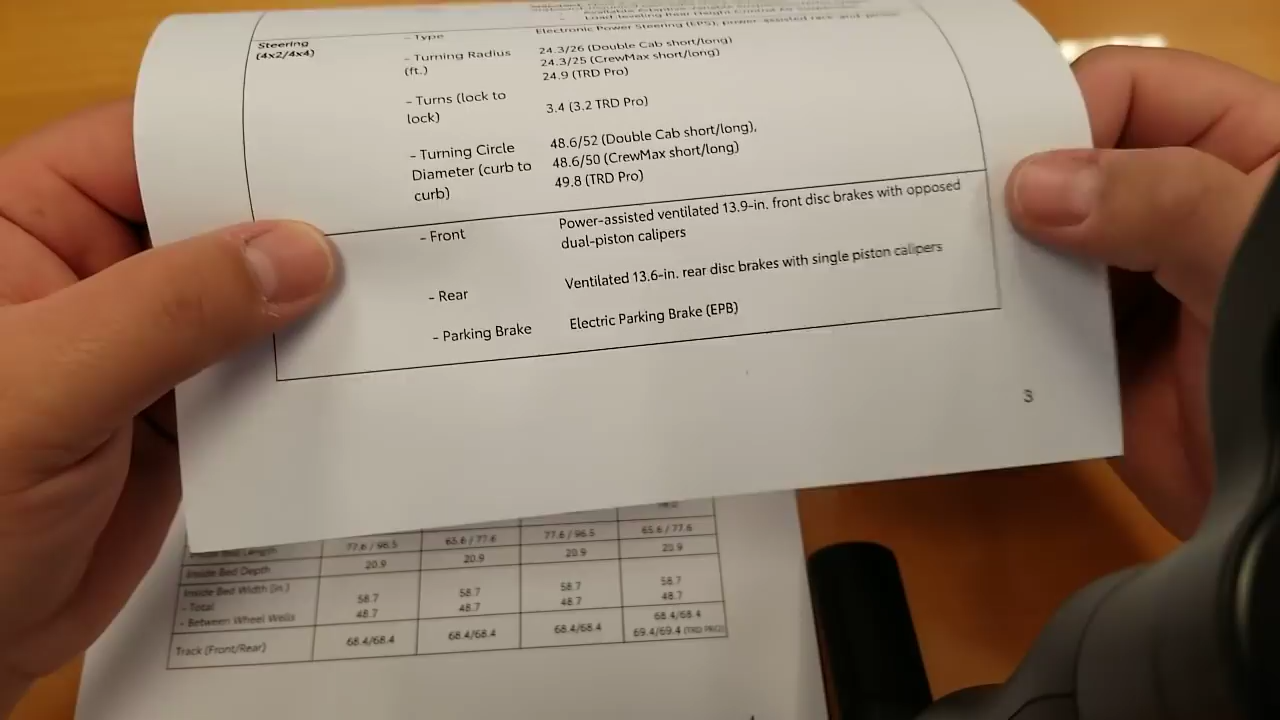 Load-leveling Rear Height Control Air
Steering
(4x2/4x4)
- Type
Electronic Power Steering (EPS), power-assisted rack-and-pinion
- Turning Radius
(ft.)
24.3/26 (Double Cab short/long)
24.3/25 (CrewMax short/long)
24.9 (TRD Pro)
- Turns (lock to
lock)
3.4 (3.2 TRD Pro)
- Turning Circle
Diameter (curb to
curb)
48.6/52 (Double Cab short/long),
48.6/50 (CrewMax short/long)
49.8 (TRD Pro)
- Front
Power-assisted ventilated 13.9-in. front disc brakes with opposed
dual-piston calipers
- Rear
Ventilated 13.6-in. rear disc brakes with single piston calipers
- Parking Brake
Electric Parking Brake (EPB)
3
Length 77.6 / 96.5 65.6 / 77.6 77.6 / 96.5 65.6 / 77.6
Inside Bed Depth 20.9 20.9 20.9 20.9
Inside Bed Width (in.)
- Total 58.7 58.7 58.7 58.7
- Between Wheel Wells 48.7 48.7 48.7 48.7
Track (Front/Rear) 68.4/68.4 68.4/68.4 68.4/68.4 68.4/68.4
69.4/69.4 (TRD PRO)